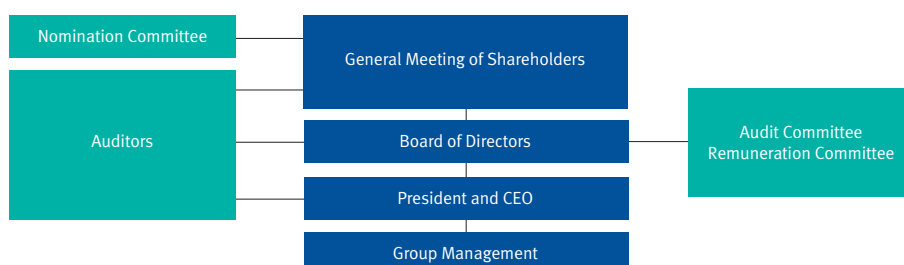 Nomination Committee
General Meeting of Shareholders
Auditors
Board of Directors
Audit Committee
Remuneration Committee
President and CEO
Group Management